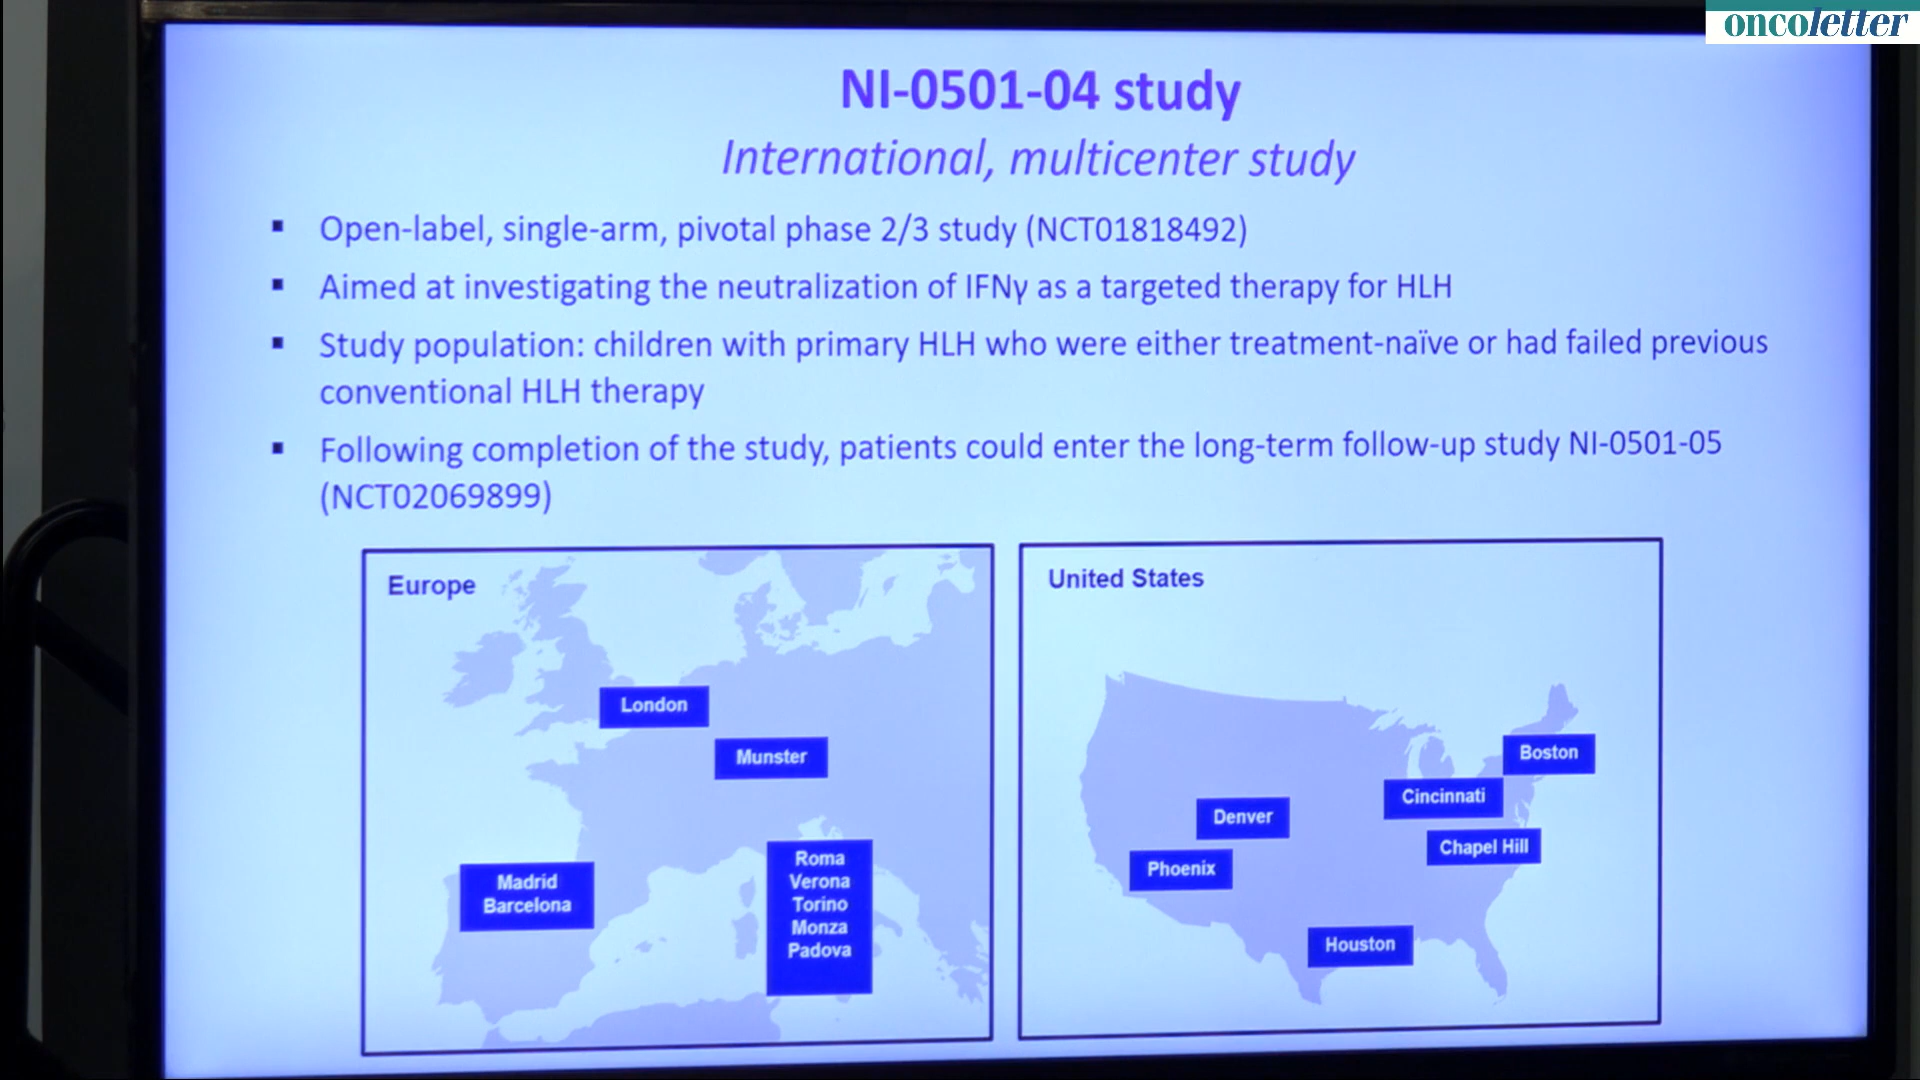 oncoletter
NI-0501-04 study
International, multicenter study
▪ Open-label, single-arm, pivotal phase 2/3 study (NCT01818492)
▪ Aimed at investigating the neutralization of IFNγ as a targeted therapy for HLH
▪ Study population: children with primary HLH who were either treatment-naïve or had failed previous
conventional HLH therapy
▪ Following completion of the study, patients could enter the long-term follow-up study NI-0501-05
(NCT02069899)
Europe
London
Munster
Madrid
Barcelona
Roma
Verona
Torino
Monza
Padova
United States
Boston
Cincinnati
Denver
Chapel Hill
Phoenix
Houston